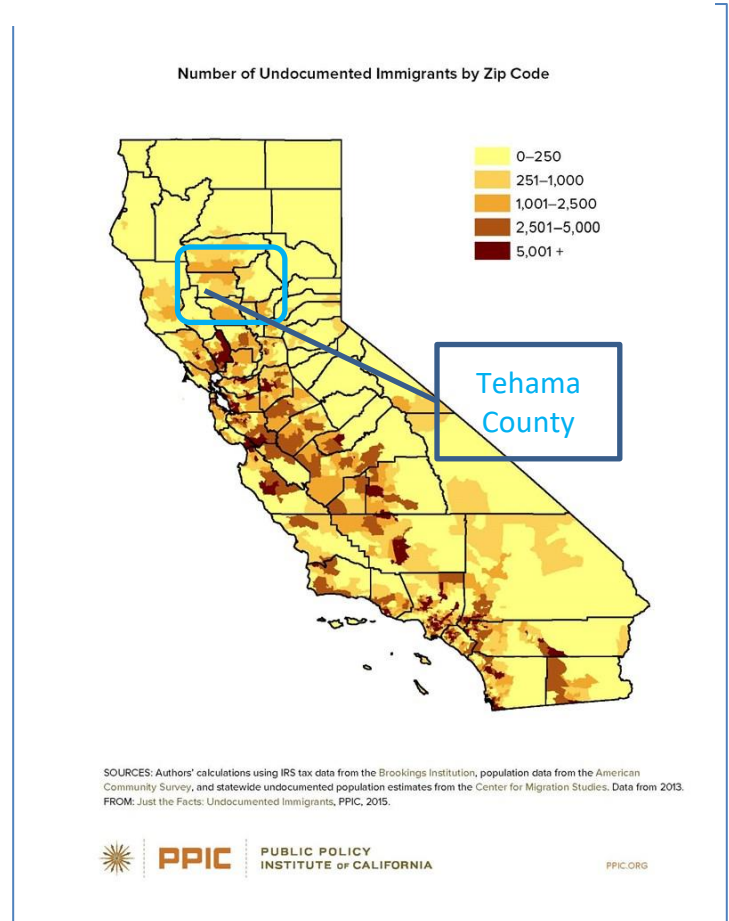 Number of Undocumented Immigrants by Zip Code
0–250
251–1,000
1,001–2,500
2,501–5,000
5,001 +
Tehama
County
SOURCES: Authors' calculations using IRS tax data from the Brookings Institution, population data from the American
Community Survey, and statewide undocumented population estimates from the Center for Migration Studies. Data from 2013.
FROM: Just the Facts: Undocumented Immigrants, PPIC, 2015.
PPIC
PUBLIC POLICY
INSTITUTE OF CALIFORNIA
PPIC.ORG